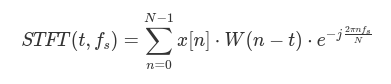 STFT(t, f_s) = \sum_{n=0}^{N-1} x[n] \cdot W(n - t) \cdot e^{-j\frac{2\pi n f_s}{N}}